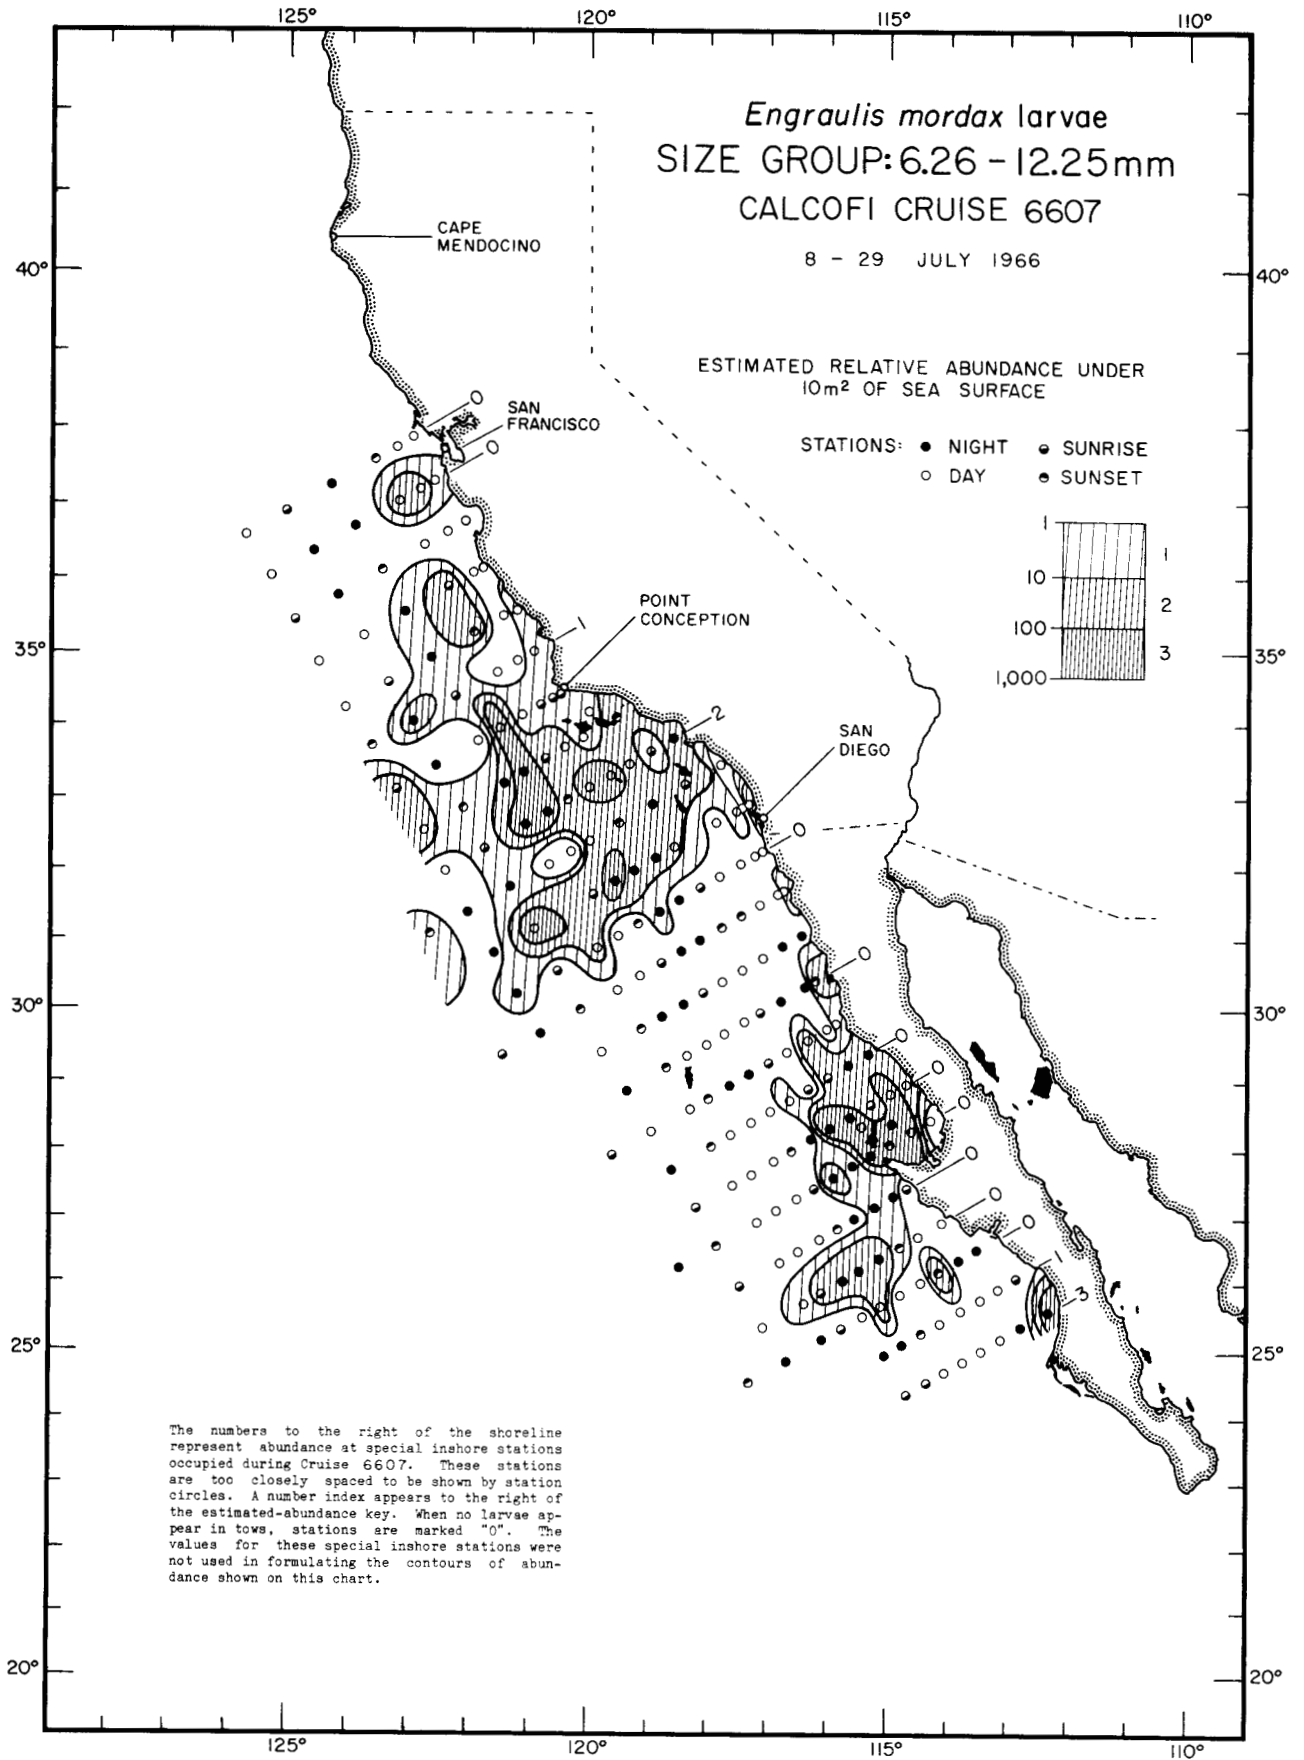 125°
120°
115°
110°
Engraulis mordax larvae
SIZE GROUP: 6.26 - 12.25mm
CALCOFI CRUISE 6607
8 - 29 JULY 1966
CAPE
MENDOCINO
40°
40°
ESTIMATED RELATIVE ABUNDANCE UNDER
10m² OF SEA SURFACE
0
SAN
FRANCISCO
0
STATIONS: ● NIGHT ◒ SUNRISE
○ DAY ◓ SUNSET
1
1
10
2
100
3
1,000
POINT
CONCEPTION
1
35°
35°
2
SAN
DIEGO
0
0
30°
30°
0
0
0
0
0
0
1
3
25°
25°
The numbers to the right of the shoreline
represent abundance at special inshore stations
occupied during Cruise 6607. These stations
are too closely spaced to be shown by station
circles. A number index appears to the right of
the estimated-abundance key. When no larvae ap-
pear in tows, stations are marked "0". The
values for these special inshore stations were
not used in formulating the contours of abun-
dance shown on this chart.
20°
20°
125°
120°
115°
110°